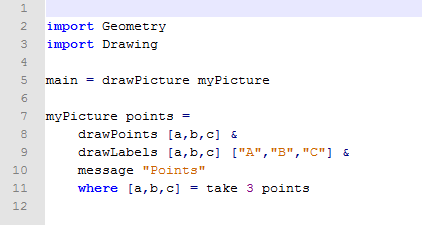 1
2 import Geometry
3 import Drawing
4
5 main = drawPicture myPicture
6
7 myPicture points =
8     drawPoints [a,b,c] &
9     drawLabels [a,b,c] ["A","B","C"] &
10     message "Points"
11     where [a,b,c] = take 3 points
12